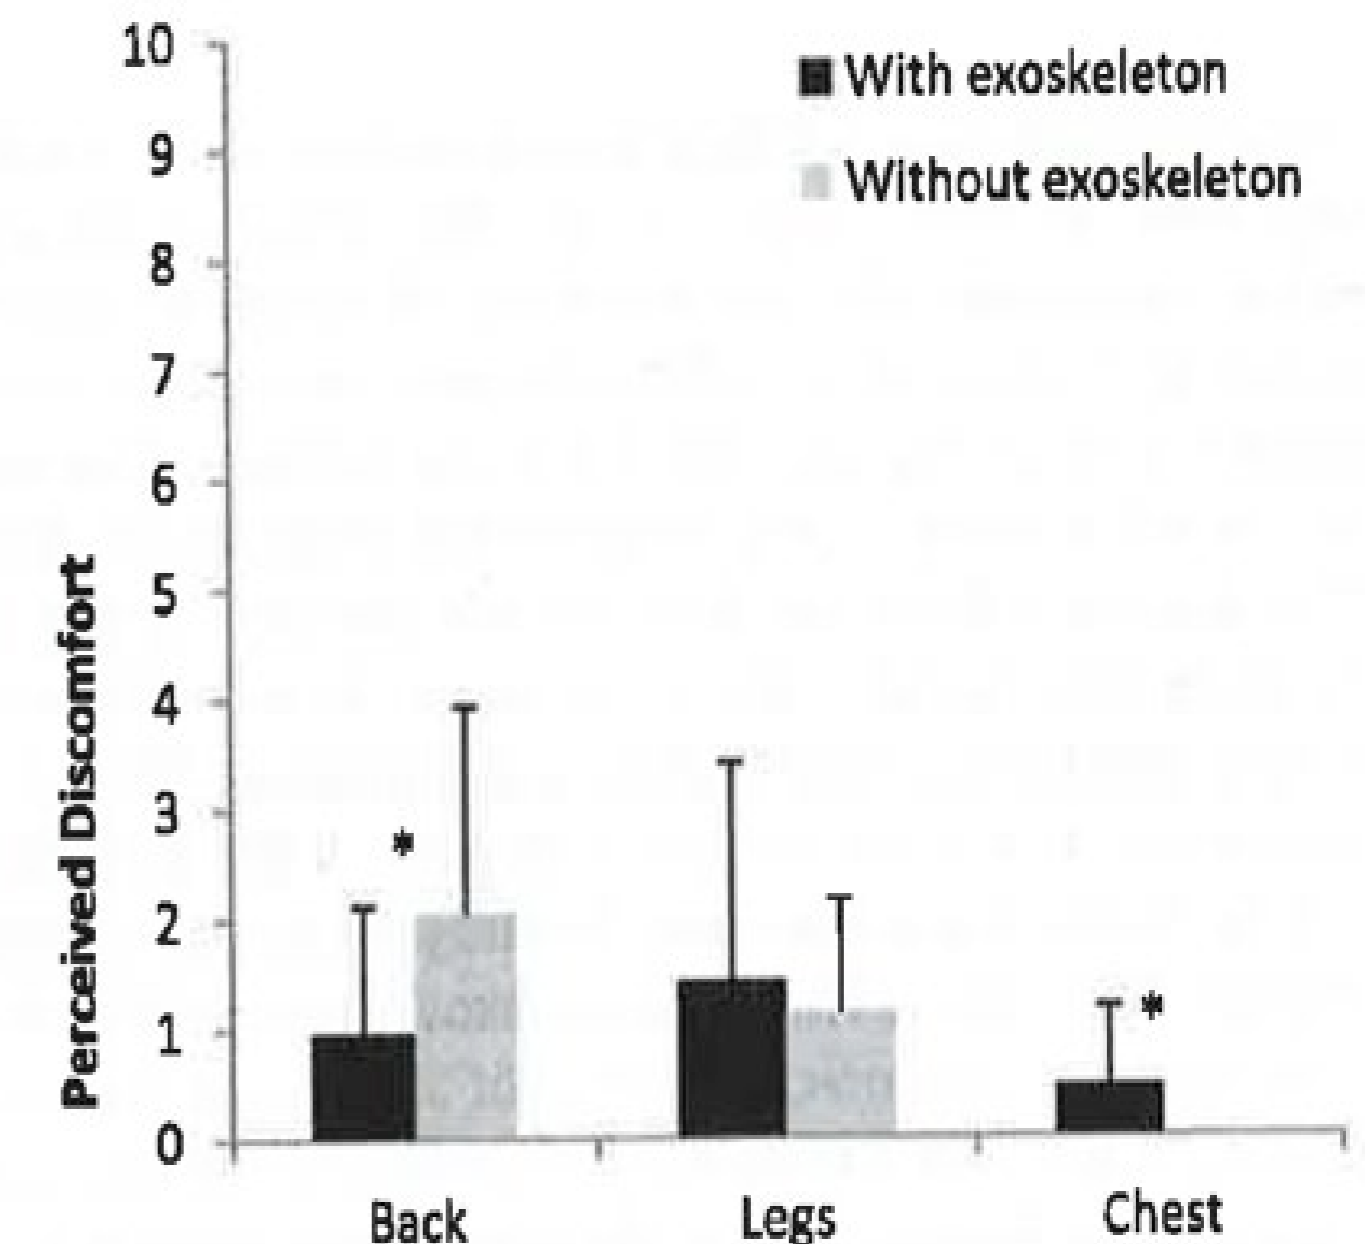 10
9
8
7
6
5
4
3
2
1
0
Perceived Discomfort
With exoskeleton
Without exoskeleton
*
*
Back
Legs
Chest